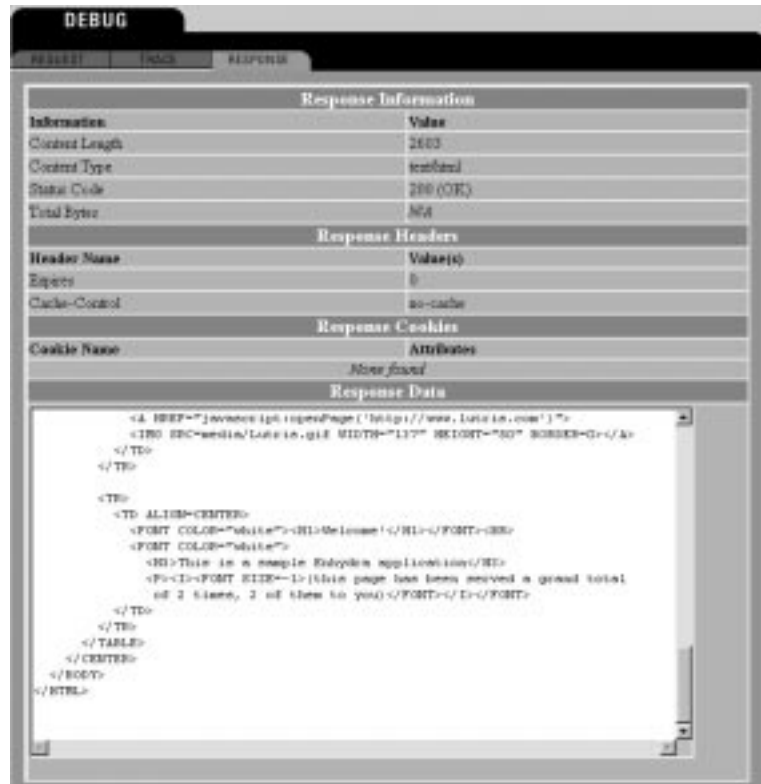 DEBUG
REQUEST TRACE RESPONSE
Response Information
Information Value
Content Length 2603
Content Type text/html
Status Code 200 (OK)
Total Bytes N/A
Response Headers
Header Name Value(s)
Expires 0
Cache-Control no-cache
Response Cookies
Cookie Name Attributes
None found
Response Data
<A HREF="javascript:openPage('http://www.lutris.com')">
<IMG SRC=media/Lutris.gif WIDTH="137" HEIGHT="50" BORDER=0></A>
</TD>
</TR>
<TR>
<TD ALIGN=CENTER>
<FONT COLOR="white"><H1>Welcome!</H1></FONT><BR>
<FONT COLOR="white">
<H3>This is a sample Enhydra application</H3>
<P><I><FONT SIZE=-1>(this page has been served a grand total
of 2 times, 2 of them to you)</FONT></I></FONT>
</TD>
</TR>
</TABLE>
</CENTER>
</BODY>
</HTML>